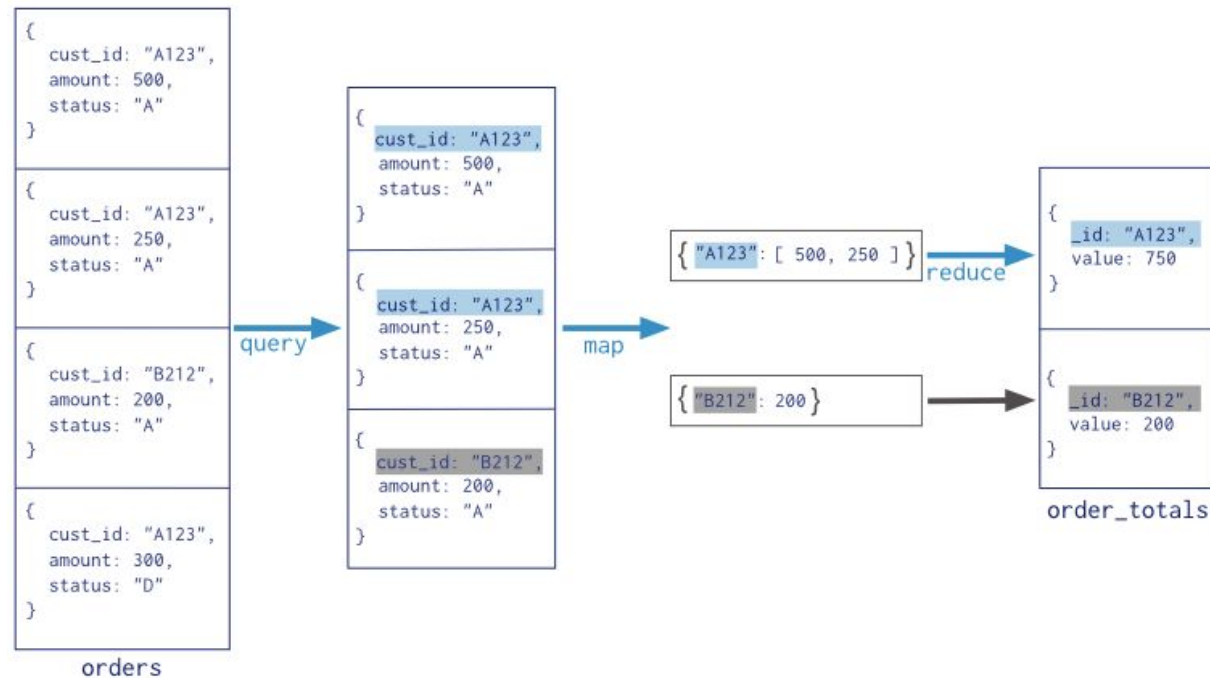 {
cust_id: "A123",
amount: 500,
status: "A"
}
{
cust_id: "A123",
amount: 250,
status: "A"
}
{
cust_id: "B212",
amount: 200,
status: "A"
}
{
cust_id: "A123",
amount: 300,
status: "D"
}
orders
query
{
cust_id: "A123",
amount: 500,
status: "A"
}
{
cust_id: "A123",
amount: 250,
status: "A"
}
{
cust_id: "B212",
amount: 200,
status: "A"
}
map
{ "A123": [ 500, 250 ] }
{ "B212": 200 }
reduce
{
_id: "A123",
value: 750
}
{
_id: "B212",
value: 200
}
order_totals